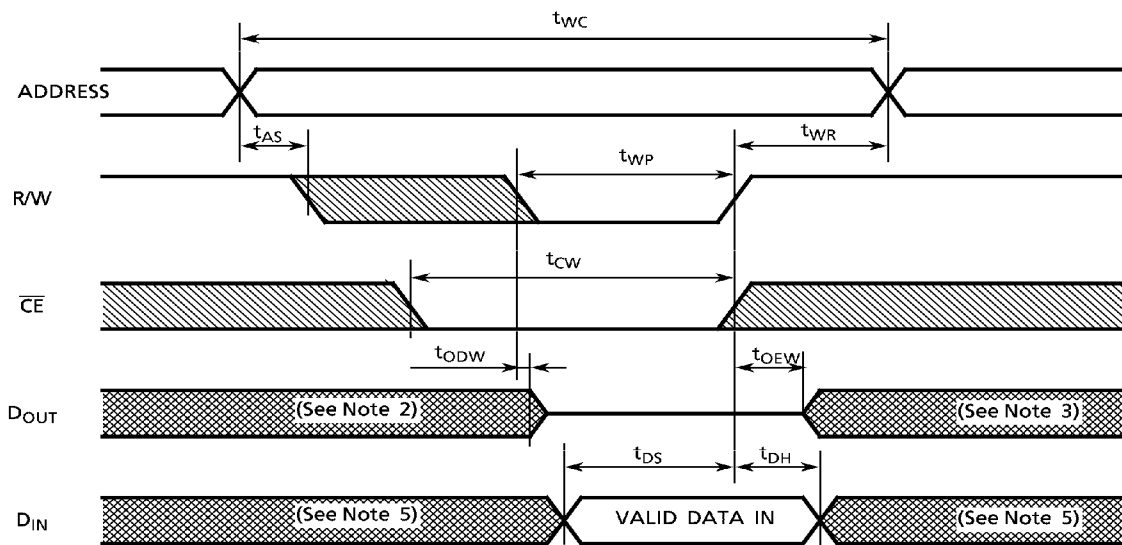 tWC
ADDRESS
tAS
tWR
tWP
R/W
tCW
CE
tODW
tOEW
DOUT
(See Note 2)
(See Note 3)
tDS
tDH
DIN
(See Note 5)
VALID DATA IN
(See Note 5)